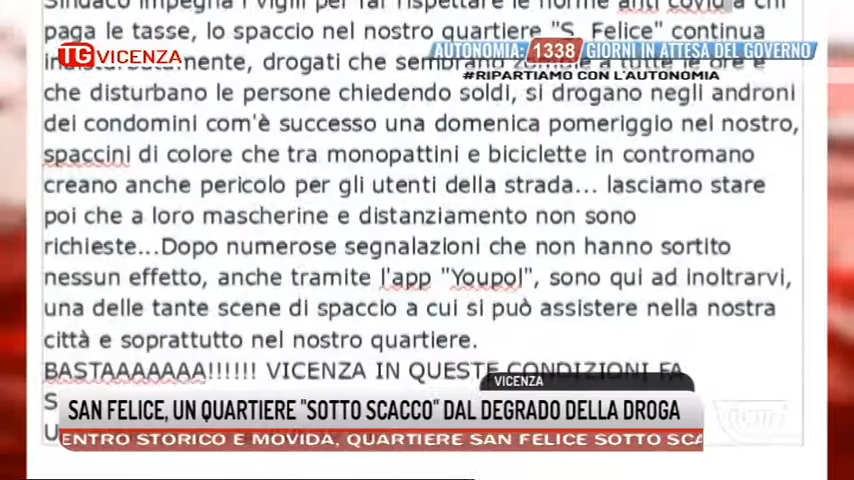 Sindaco impegna i vigili per far rispettare le norme anti covid a chi
paga le tasse, lo spaccio nel nostro quartiere "S. Felice" continua
TG VICENZA
AUTONOMIA: 1338 GIORNI IN ATTESA DEL GOVERNO
indisturbatamente, drogati che sembrano zombie a tutte le ore e
#RIPARTIAMO CON L'AUTONOMIA
che disturbano le persone chiedendo soldi, si drogano negli androni
dei condomini com'è successo una domenica pomeriggio nel nostro,
spaccini di colore che tra monopattini e biciclette in contromano
creano anche pericolo per gli utenti della strada... lasciamo stare
poi che a loro mascherine e distanziamento non sono
richieste...Dopo numerose segnalazioni che non hanno sortito
nessun effetto, anche tramite l'app "Youpol", sono qui ad inoltrarvi,
una delle tante scene di spaccio a cui si può assistere nella nostra
città e soprattutto nel nostro quartiere.
BASTAAAAAAA!!!!!! VICENZA IN QUESTE CONDIZIONI FA
VICENZA
SAN FELICE, UN QUARTIERE "SOTTO SCACCO" DAL DEGRADO DELLA DROGA
ENTRO STORICO E MOVIDA, QUARTIERE SAN FELICE SOTTO SCA